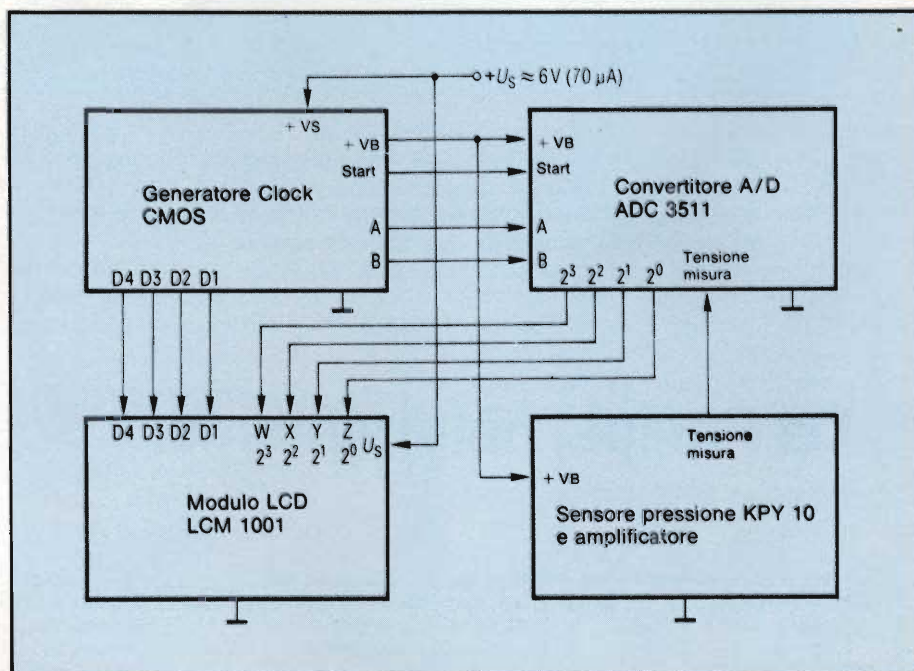 +U_S ≈ 6V (70 µA)
+ VS
+ VB
Start
Generatore Clock
CMOS
A
B
D4 D3 D2 D1
+ VB
Start
Convertitore A/D
ADC 3511
A
B
2³ 2² 2¹ 2⁰
Tensione
misura
D4 D3 D2 D1
W X Y Z
2³ 2² 2¹ 2⁰ U_S
Modulo LCD
LCM 1001
Tensione
misura
+ VB
Sensore pressione KPY 10
e amplificatore